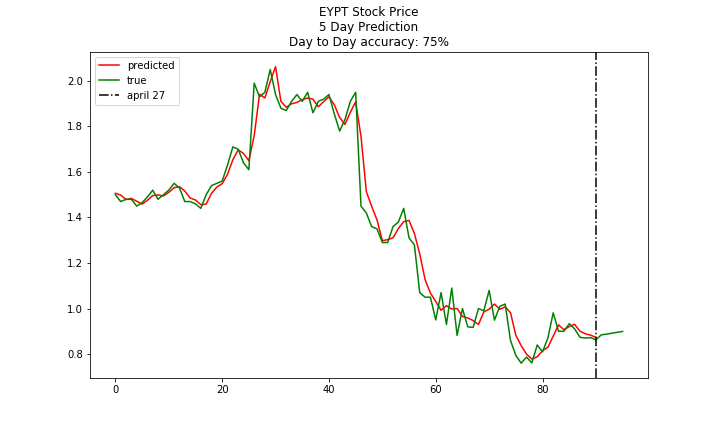 EYPT Stock Price
5 Day Prediction
Day to Day accuracy: 75%
predicted
true
april 27
2.0
1.8
1.6
1.4
1.2
1.0
0.8
0 20 40 60 80